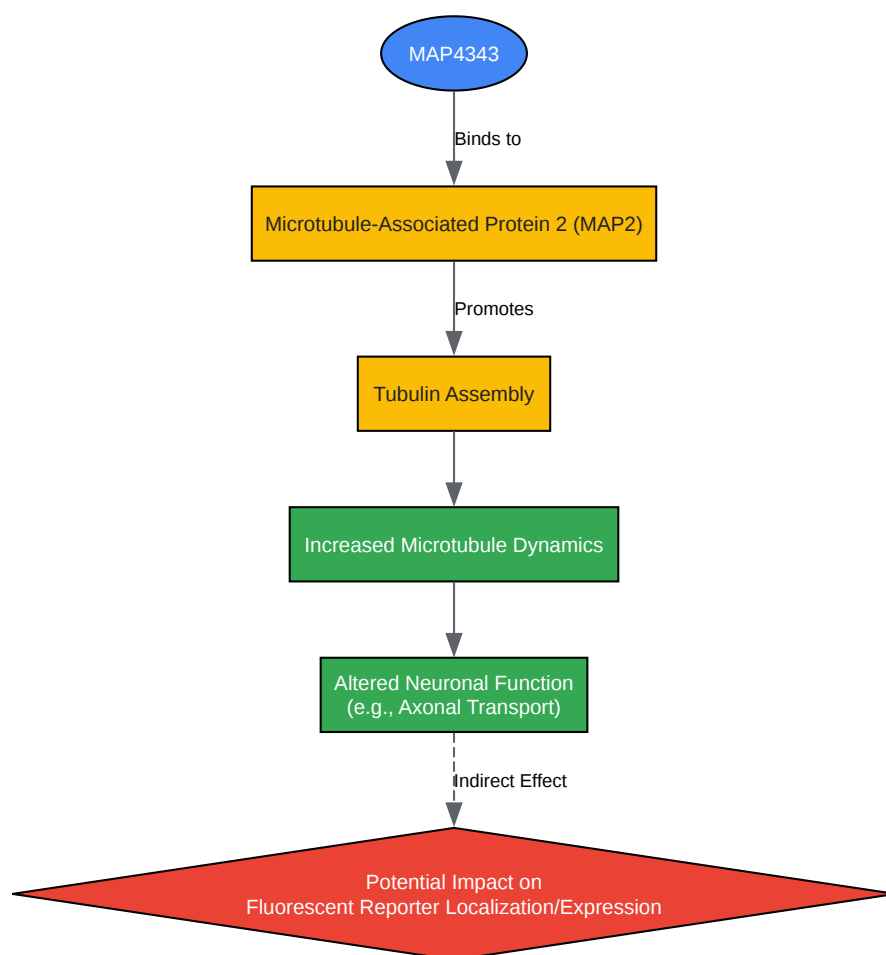 MAP4343
Binds to
Microtubule-Associated Protein 2 (MAP2)
Promotes
Tubulin Assembly
Increased Microtubule Dynamics
Altered Neuronal Function
(e.g., Axonal Transport)
Indirect Effect
Potential Impact on
Fluorescent Reporter Localization/Expression